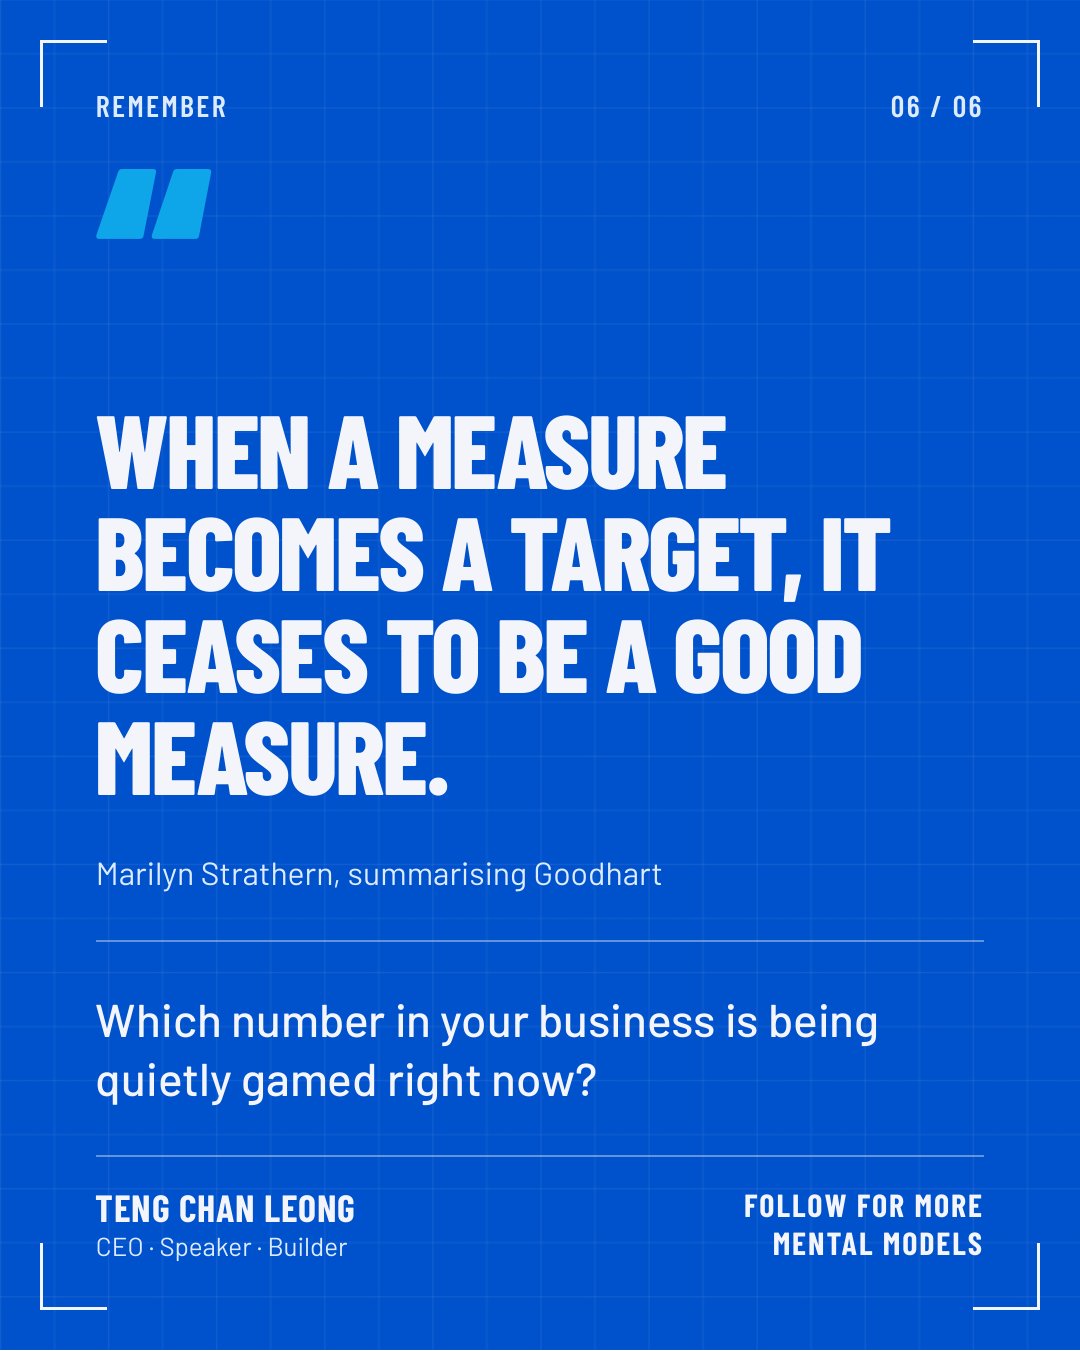 REMEMBER
06 / 06
WHEN A MEASURE
BECOMES A TARGET, IT
CEASES TO BE A GOOD
MEASURE.
Marilyn Strathern, summarising Goodhart
Which number in your business is being
quietly gamed right now?
TENG CHAN LEONG
CEO · Speaker · Builder
FOLLOW FOR MORE
MENTAL MODELS